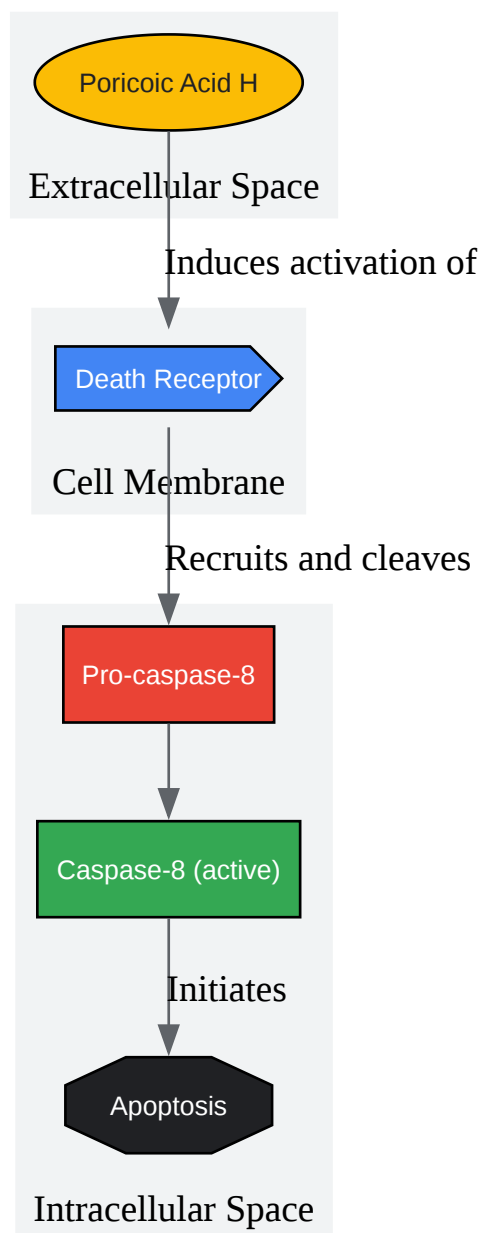 Poricoic Acid H
Extracellular Space
Induces activation of
Death Receptor
Cell Membrane
Recruits and cleaves
Pro-caspase-8
Caspase-8 (active)
Initiates
Apoptosis
Intracellular Space